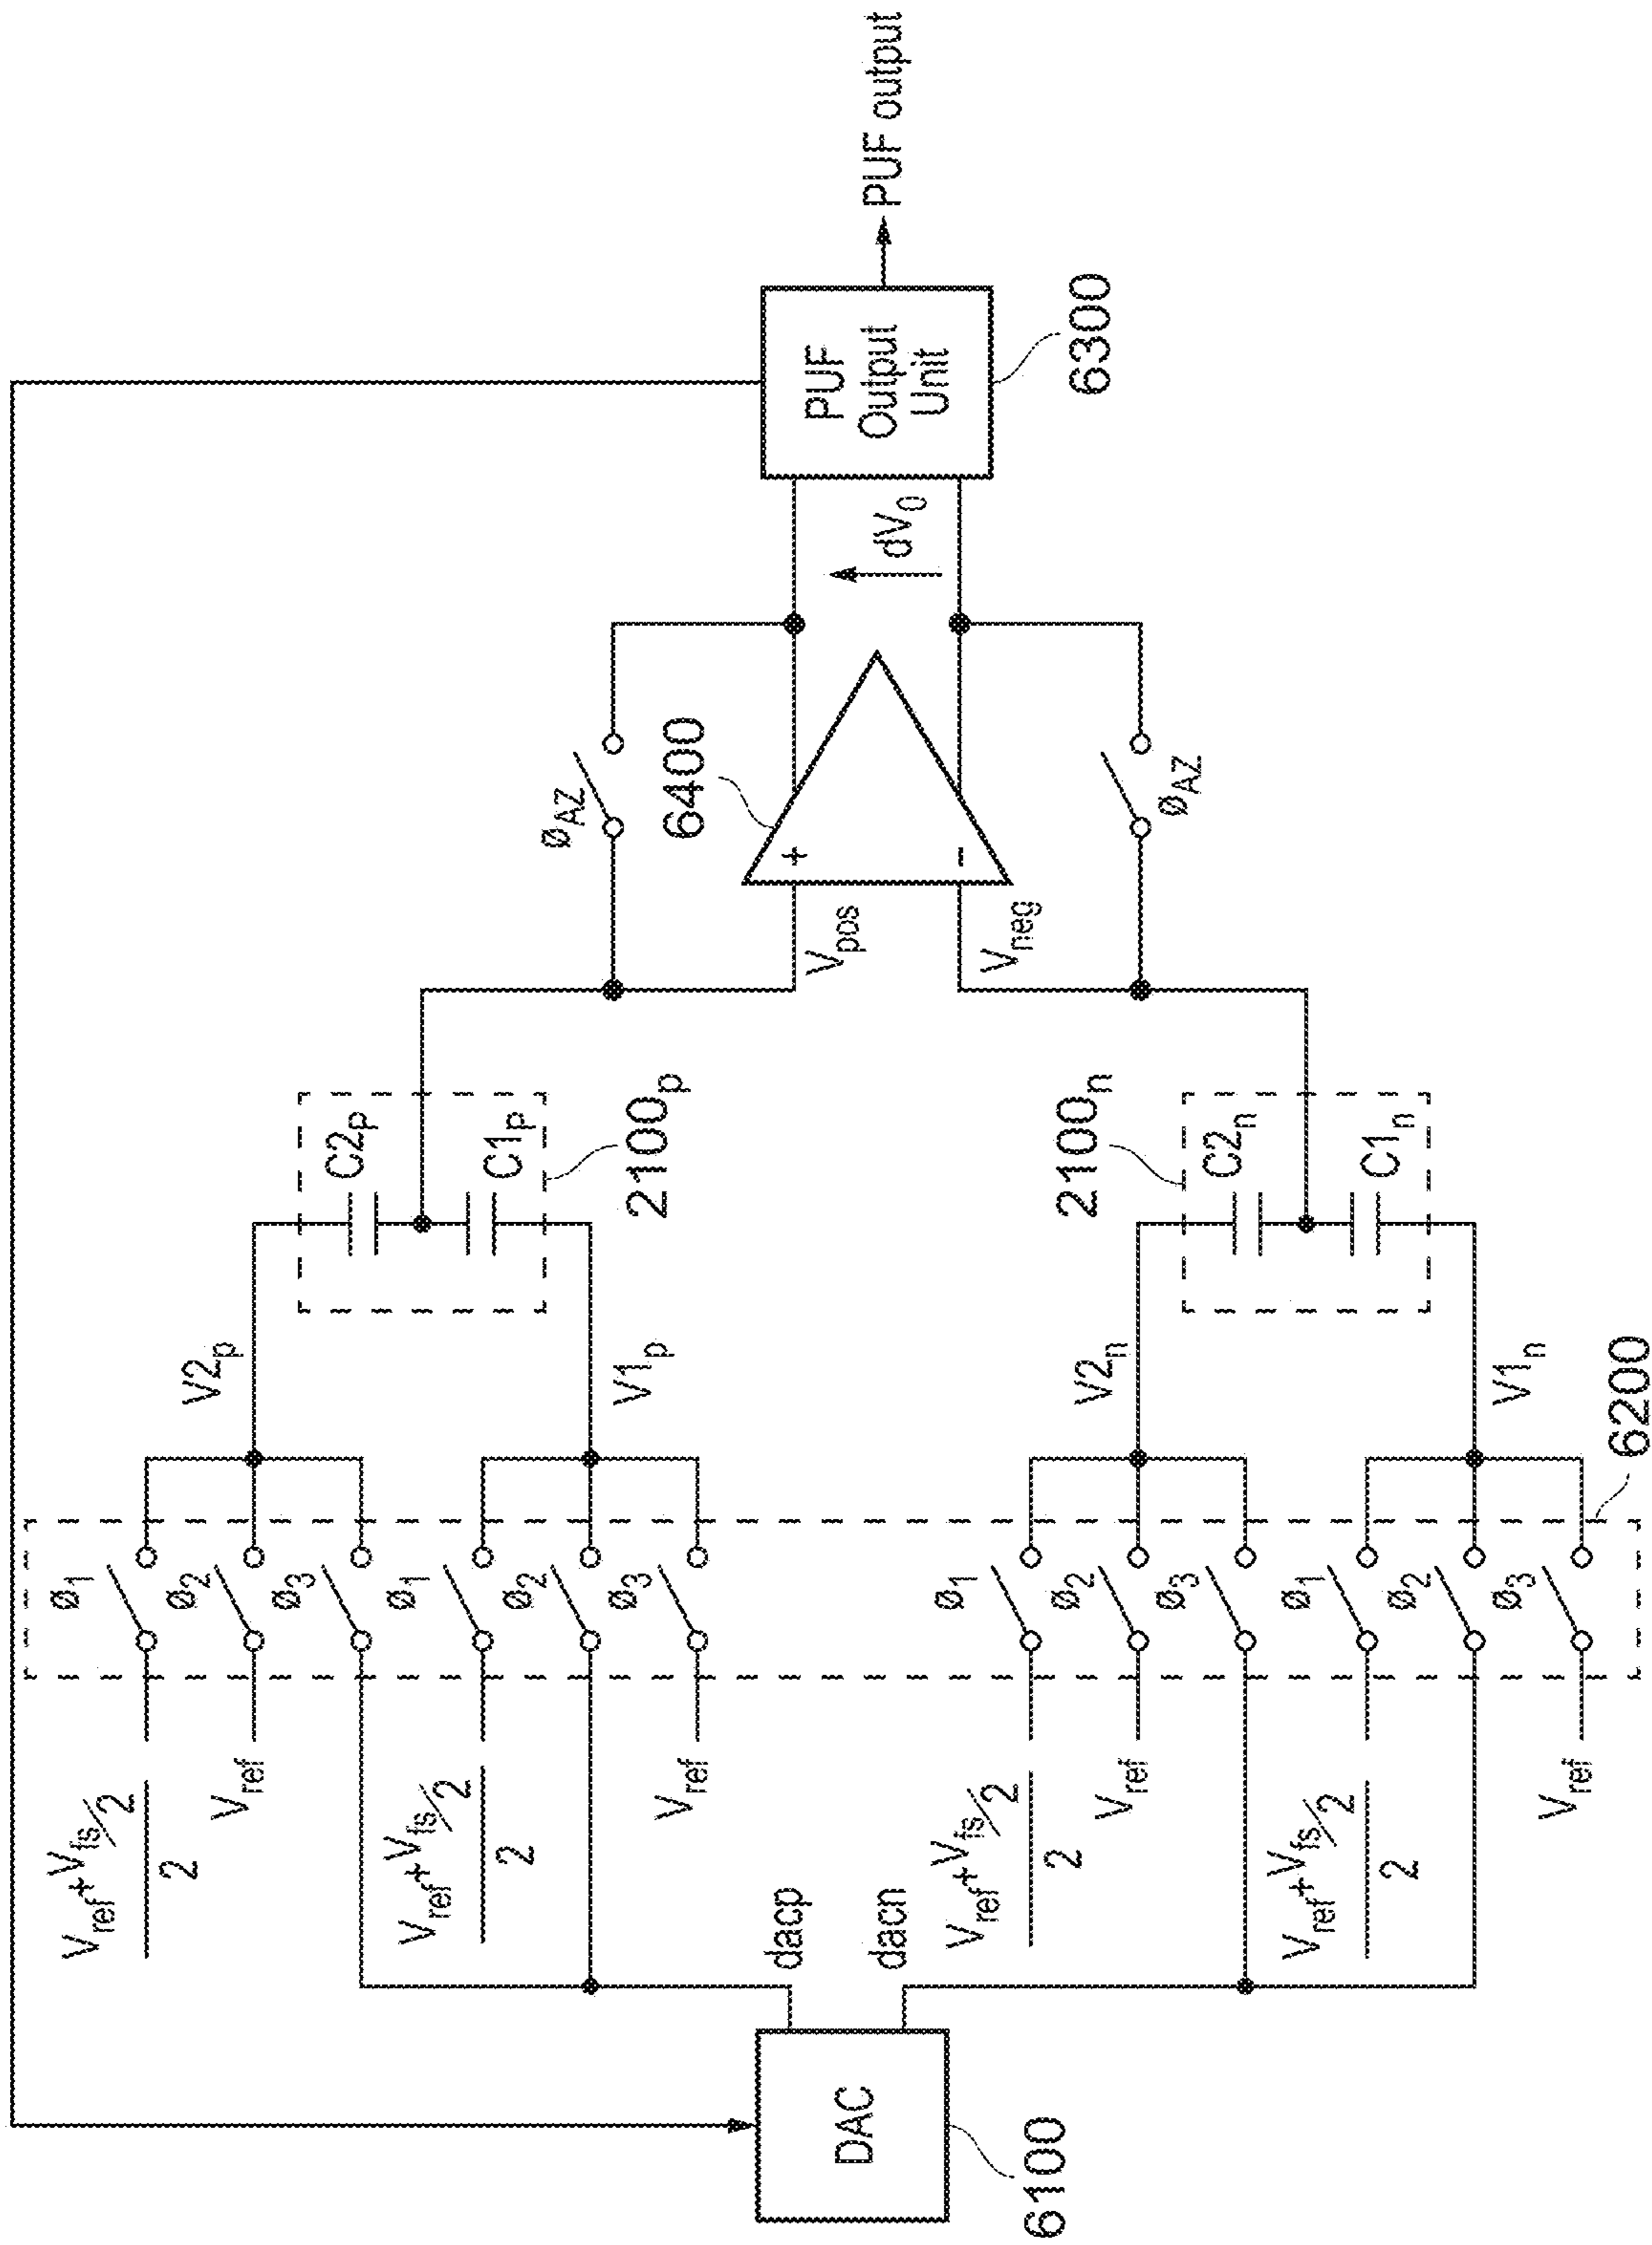 V2p
V1p
ø1
ø2
ø3
ø1
ø2
ø3
Vref+Vfs/2
2
Vref
Vref+Vfs/2
2
Vref
C2p
C1p
2100p
øAZ
6400
+
-
Vpos
Vneg
øAZ
dV0
PUF
Output
Unit
6300
PUF output
DAC
6100
dacp
dacn
V2n
V1n
ø1
ø2
ø3
ø1
ø2
ø3
Vref+Vfs/2
2
Vref
Vref+Vfs/2
2
Vref
6200
C2n
C1n
2100n